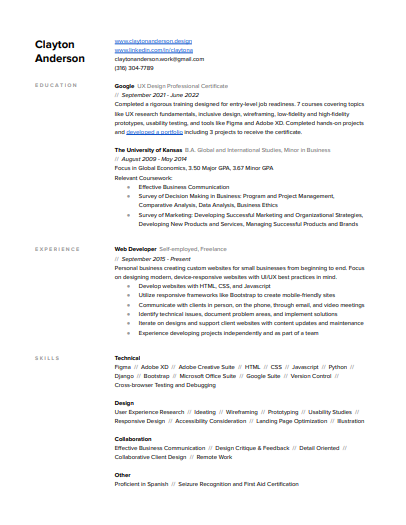 Clayton
Anderson
www.claytonanderson.design
www.linkedin.com/in/claytona
claytonanderson.work@gmail.com
(316) 304-7789
EDUCATION
Google UX Design Professional Certificate
// September 2021 - June 2022
Completed a rigorous training designed for entry-level job readiness. 7 courses covering topics
like UX research fundamentals, inclusive design, wireframing, low-fidelity and high-fidelity
prototypes, usability testing, and tools like Figma and Adobe XD. Completed hands-on projects
and developed a portfolio including 3 projects to receive the certificate.
The University of Kansas B.A. Global and International Studies, Minor in Business
// August 2009 - May 2014
Focus in Global Economics, 3.50 Major GPA, 3.67 Minor GPA
Relevant Coursework:
● Effective Business Communication
● Survey of Decision Making in Business: Program and Project Management,
Comparative Analysis, Data Analysis, Business Ethics
● Survey of Marketing: Developing Successful Marketing and Organizational Strategies,
Developing New Products and Services, Managing Successful Products and Brands
EXPERIENCE
Web Developer Self-employed, Freelance
// September 2015 - Present
Personal business creating custom websites for small businesses from beginning to end. Focus
on designing modern, device-responsive websites with UI/UX best practices in mind.
● Develop websites with HTML, CSS, and Javascript
● Utilize responsive frameworks like Bootstrap to create mobile-friendly sites
● Communicate with clients in person, on the phone, through email, and video meetings
● Identify technical issues, document problem areas, and implement solutions
● Iterate on designs and support client websites with content updates and maintenance
● Experience developing projects independently and as part of a team
SKILLS
Technical
Figma // Adobe XD // Adobe Creative Suite // HTML // CSS // Javascript // Python //
Django // Bootstrap // Microsoft Office Suite // Google Suite // Version Control //
Cross-browser Testing and Debugging
Design
User Experience Research // Ideating // Wireframing // Prototyping // Usability Studies //
Responsive Design // Accessibility Consideration // Landing Page Optimization // Illustration
Collaboration
Effective Business Communication // Design Critique & Feedback // Detail Oriented //
Collaborative Client Design // Remote Work
Other
Proficient in Spanish // Seizure Recognition and First Aid Certification